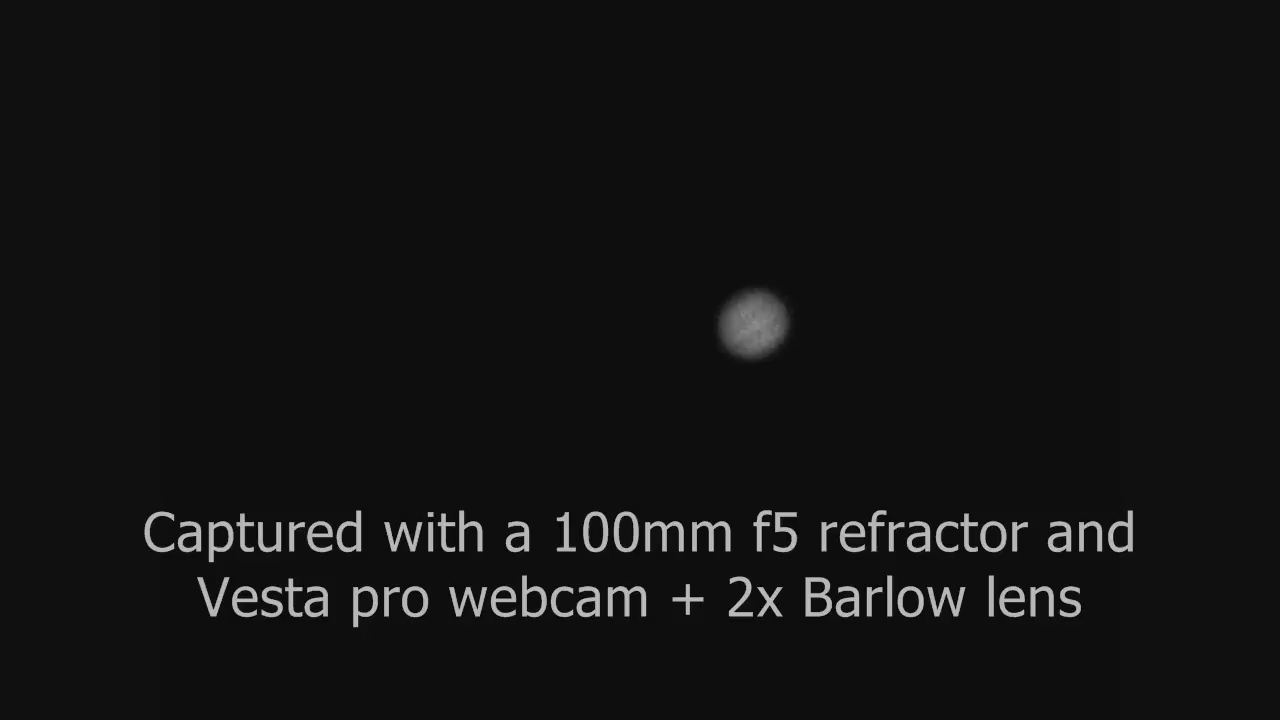 Captured with a 100mm f5 refractor and
Vesta pro webcam + 2x Barlow lens